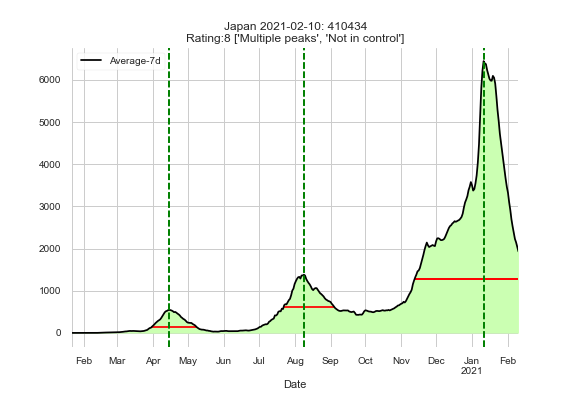 Japan 2021-02-10: 410434
Rating:8 ['Multiple peaks', 'Not in control']
Average-7d
6000
5000
4000
3000
2000
1000
0
Feb Mar Apr May Jun Jul Aug Sep Oct Nov Dec Jan Feb
2021
Date